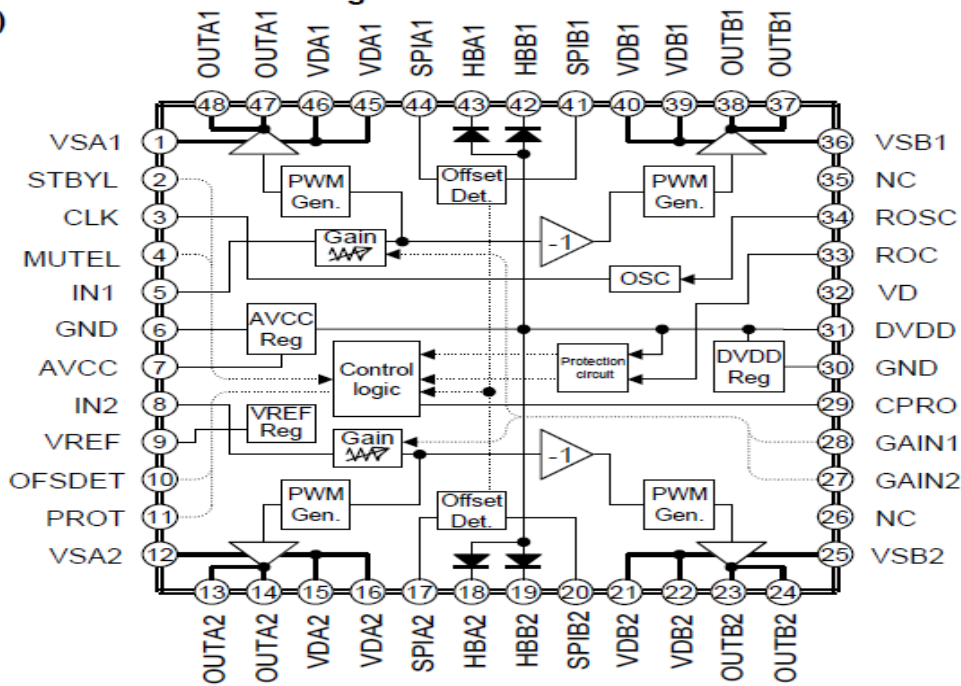 )
OUTA1
OUTA1
VDA1
VDA1
SPIA1
HBA1
HBB1
SPIB1
VDB1
VDB1
OUTB1
OUTB1
48 47 46 45 44 43 42 41 40 39 38 37
VSA1 1
STBYL 2
CLK 3
MUTEL 4
IN1 5
GND 6
AVCC 7
IN2 8
VREF 9
OFSDET 10
PROT 11
VSA2 12
PWM
Gen.
Offset
Det.
PWM
Gen.
Gain
-1
OSC
AVCC
Reg
Control
logic
Protection
circuit
DVDD
Reg
VREF
Reg
Gain
-1
PWM
Gen.
Offset
Det.
PWM
Gen.
36 VSB1
35 NC
34 ROSC
33 ROC
32 VD
31 DVDD
30 GND
29 CPRO
28 GAIN1
27 GAIN2
26 NC
25 VSB2
13 14 15 16 17 18 19 20 21 22 23 24
OUTA2
OUTA2
VDA2
VDA2
SPIA2
HBA2
HBB2
SPIB2
VDB2
VDB2
OUTB2
OUTB2